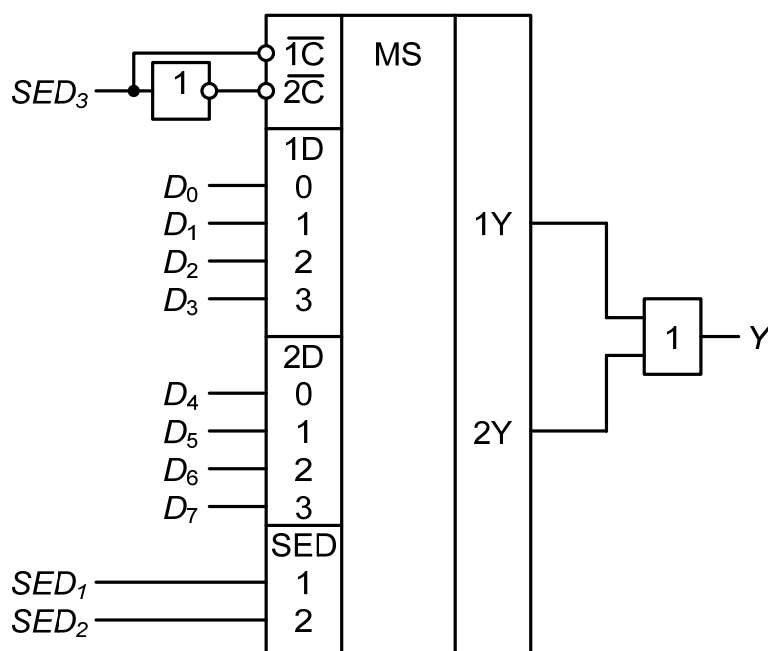 1C MS
SED3 1 2C
1D
D0 0
D1 1 1Y
D2 2
D3 3
1 Y
2D
D4 0
D5 1 2Y
D6 2
D7 3
SED
SED1 1
SED2 2